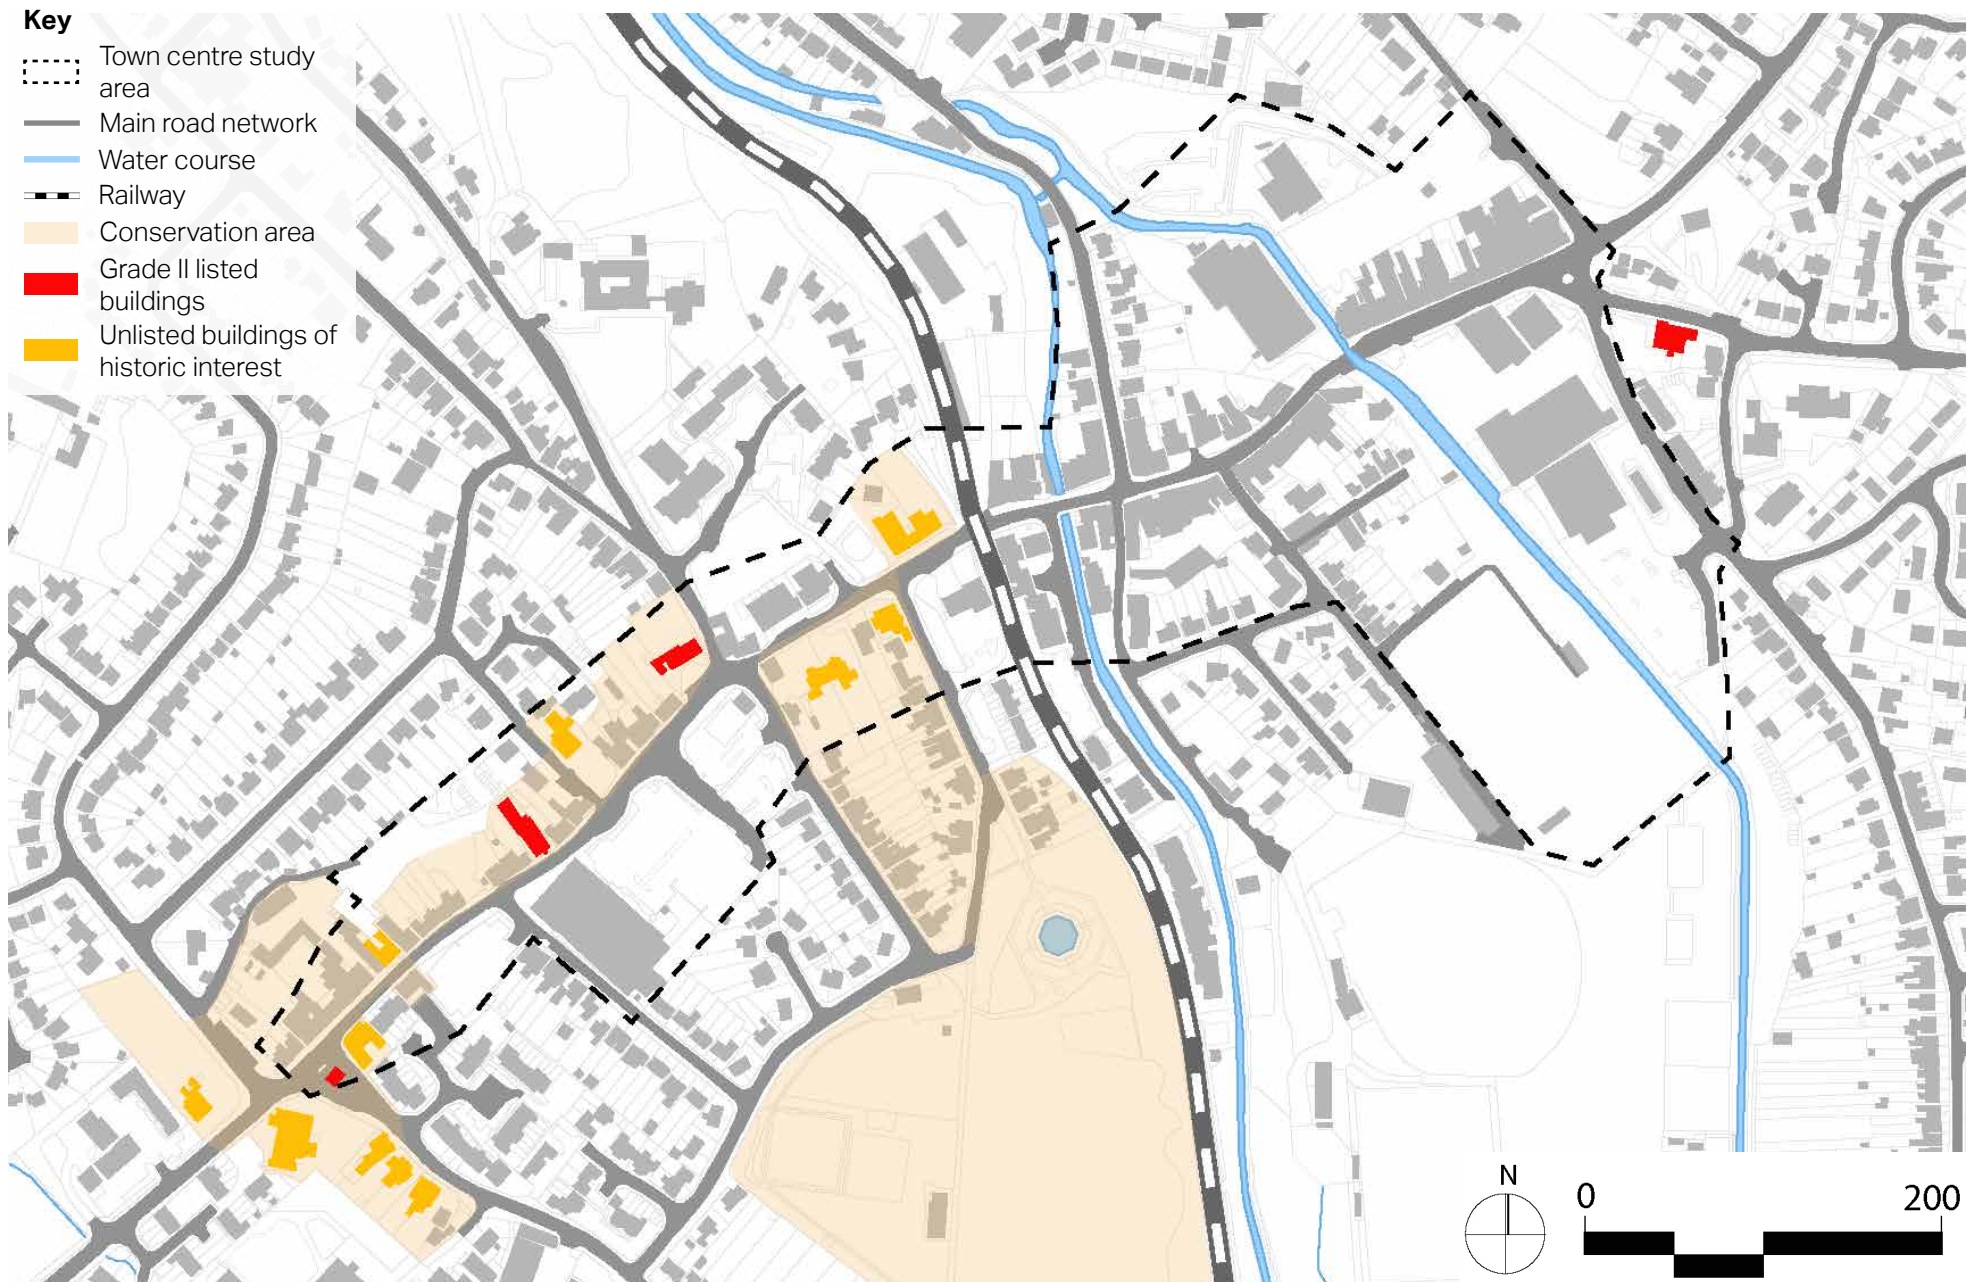 Key
Town centre study
area
Main road network
Water course
Railway
Conservation area
Grade II listed
buildings
Unlisted buildings of
historic interest
N
0
200